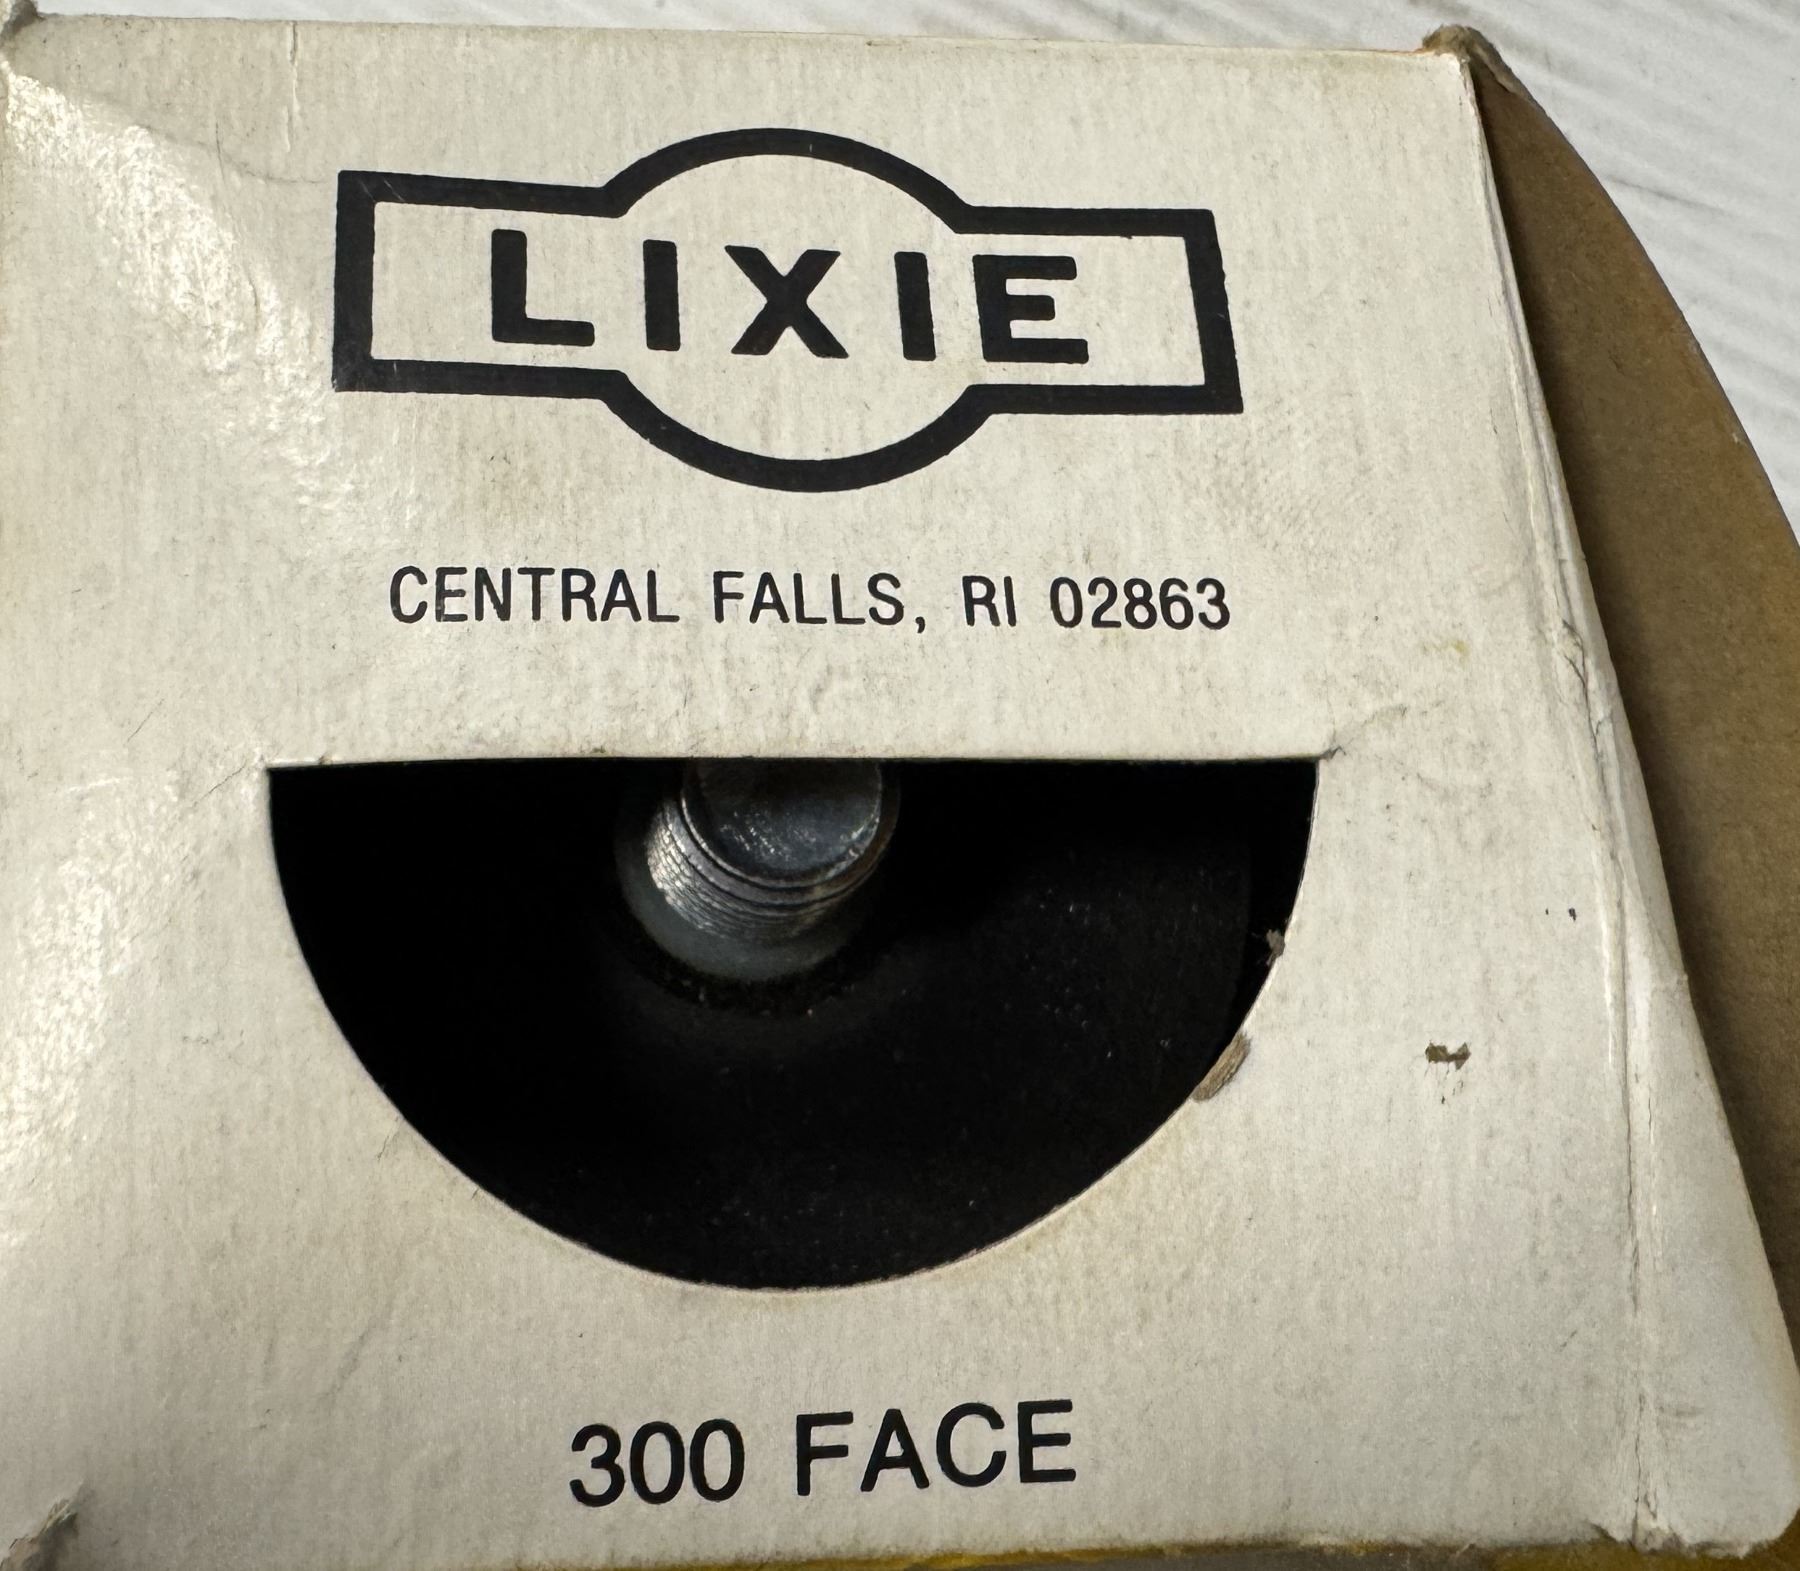 LIXIE
CENTRAL FALLS, RI 02863
300 FACE